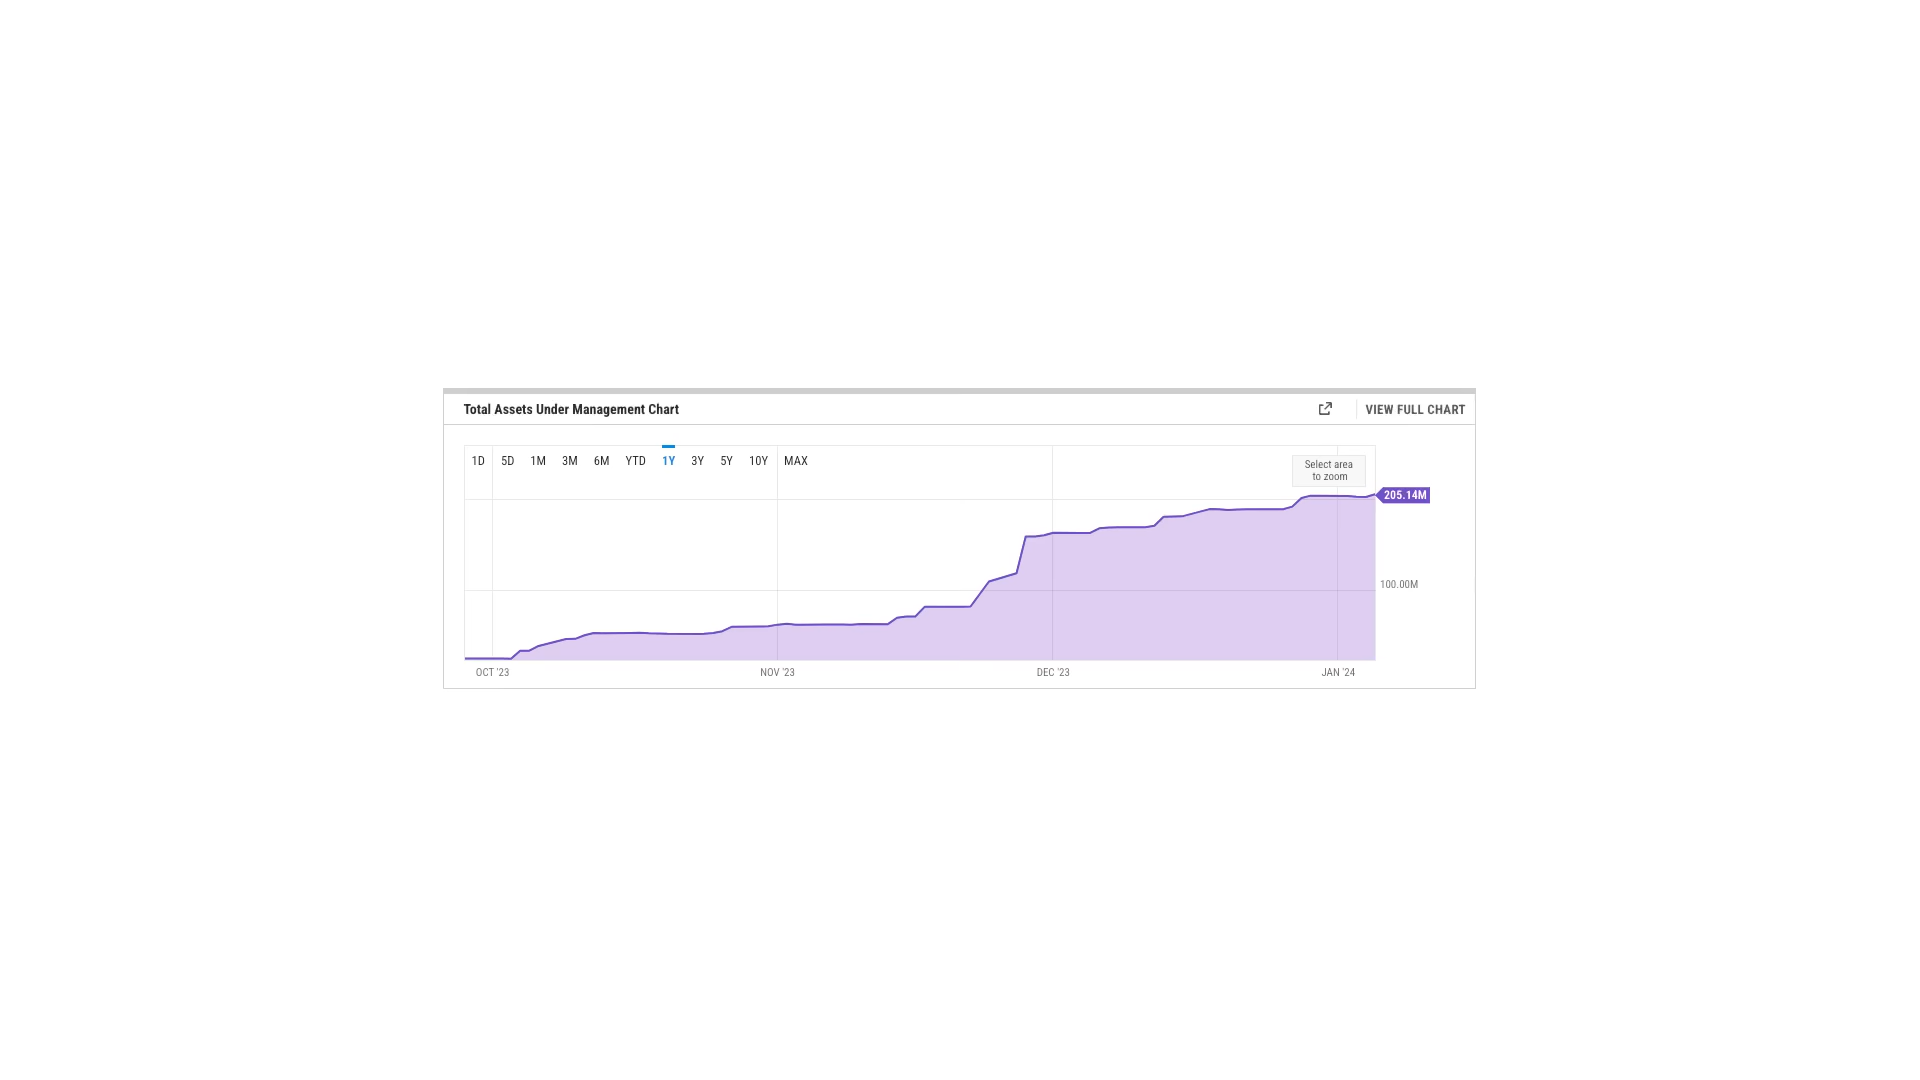 Total Assets Under Management Chart
VIEW FULL CHART
1D 5D 1M 3M 6M YTD 1Y 3Y 5Y 10Y MAX
Select area
to zoom
205.14M
100.00M
OCT '23 NOV '23 DEC '23 JAN '24